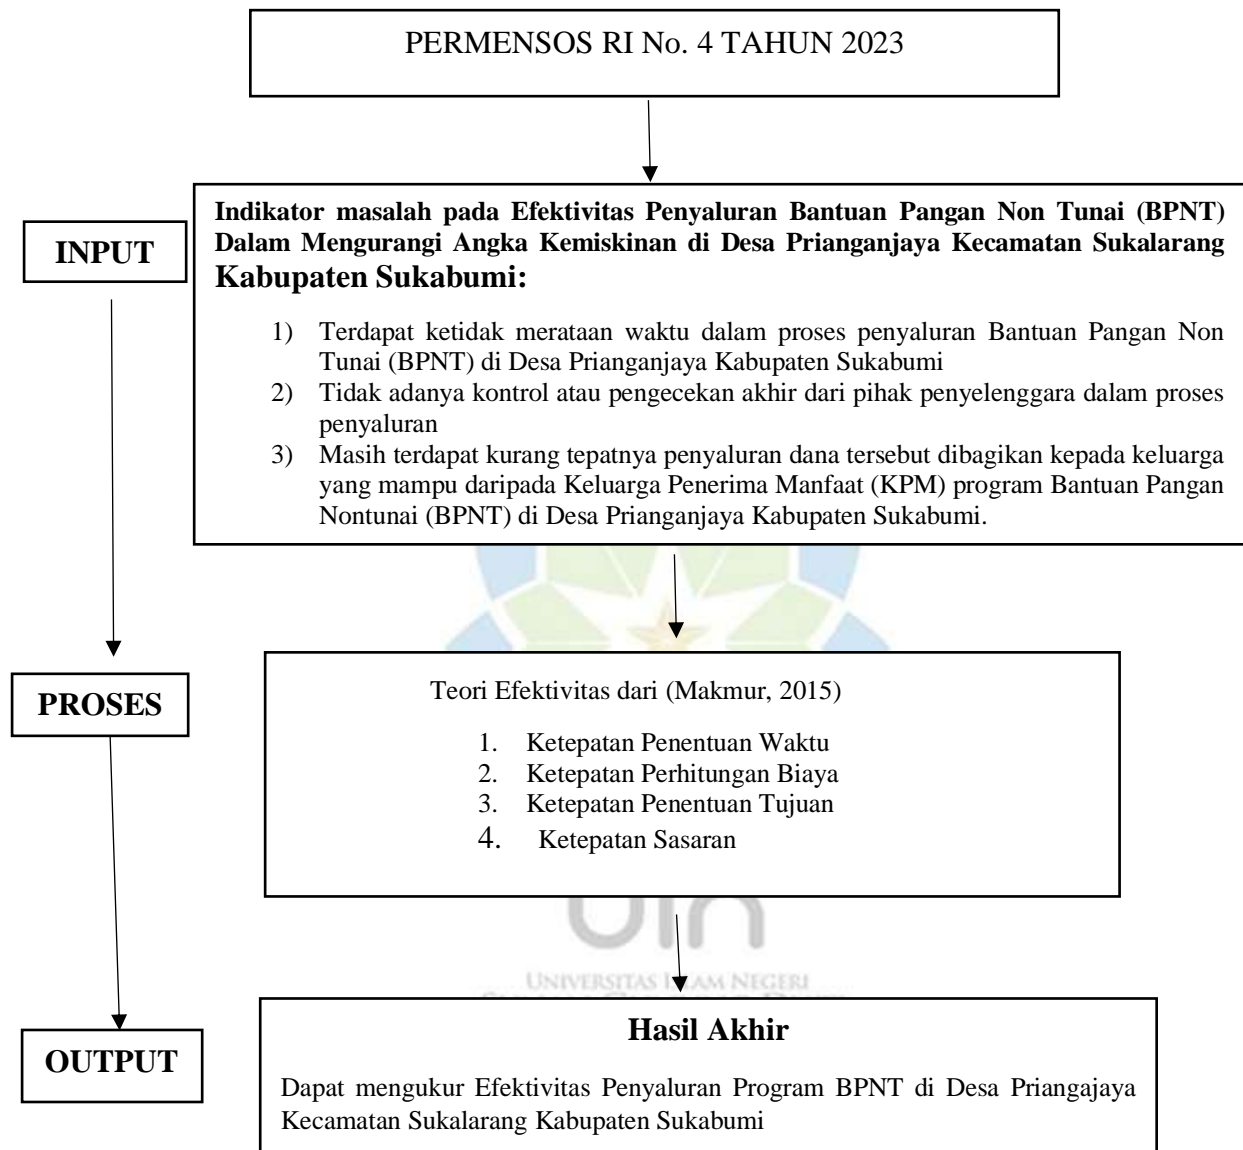 PERMENSOS RI No. 4 TAHUN 2023
INPUT
Indikator masalah pada Efektivitas Penyaluran Bantuan Pangan Non Tunai (BPNT)
Dalam Mengurangi Angka Kemiskinan di Desa Prianganjaya Kecamatan Sukalarang
Kabupaten Sukabumi:
1) Terdapat ketidak merataan waktu dalam proses penyaluran Bantuan Pangan Non
Tunai (BPNT) di Desa Prianganjaya Kabupaten Sukabumi
2) Tidak adanya kontrol atau pengecekan akhir dari pihak penyelenggara dalam proses
penyaluran
3) Masih terdapat kurang tepatnya penyaluran dana tersebut dibagikan kepada keluarga
yang mampu daripada Keluarga Penerima Manfaat (KPM) program Bantuan Pangan
Nontunai (BPNT) di Desa Prianganjaya Kabupaten Sukabumi.
PROSES
Teori Efektivitas dari (Makmur, 2015)
1. Ketepatan Penentuan Waktu
2. Ketepatan Perhitungan Biaya
3. Ketepatan Penentuan Tujuan
4. Ketepatan Sasaran
uin
UNIVERSITAS ISLAM NEGERI
OUTPUT
Hasil Akhir
Dapat mengukur Efektivitas Penyaluran Program BPNT di Desa Priangajaya
Kecamatan Sukalarang Kabupaten Sukabumi